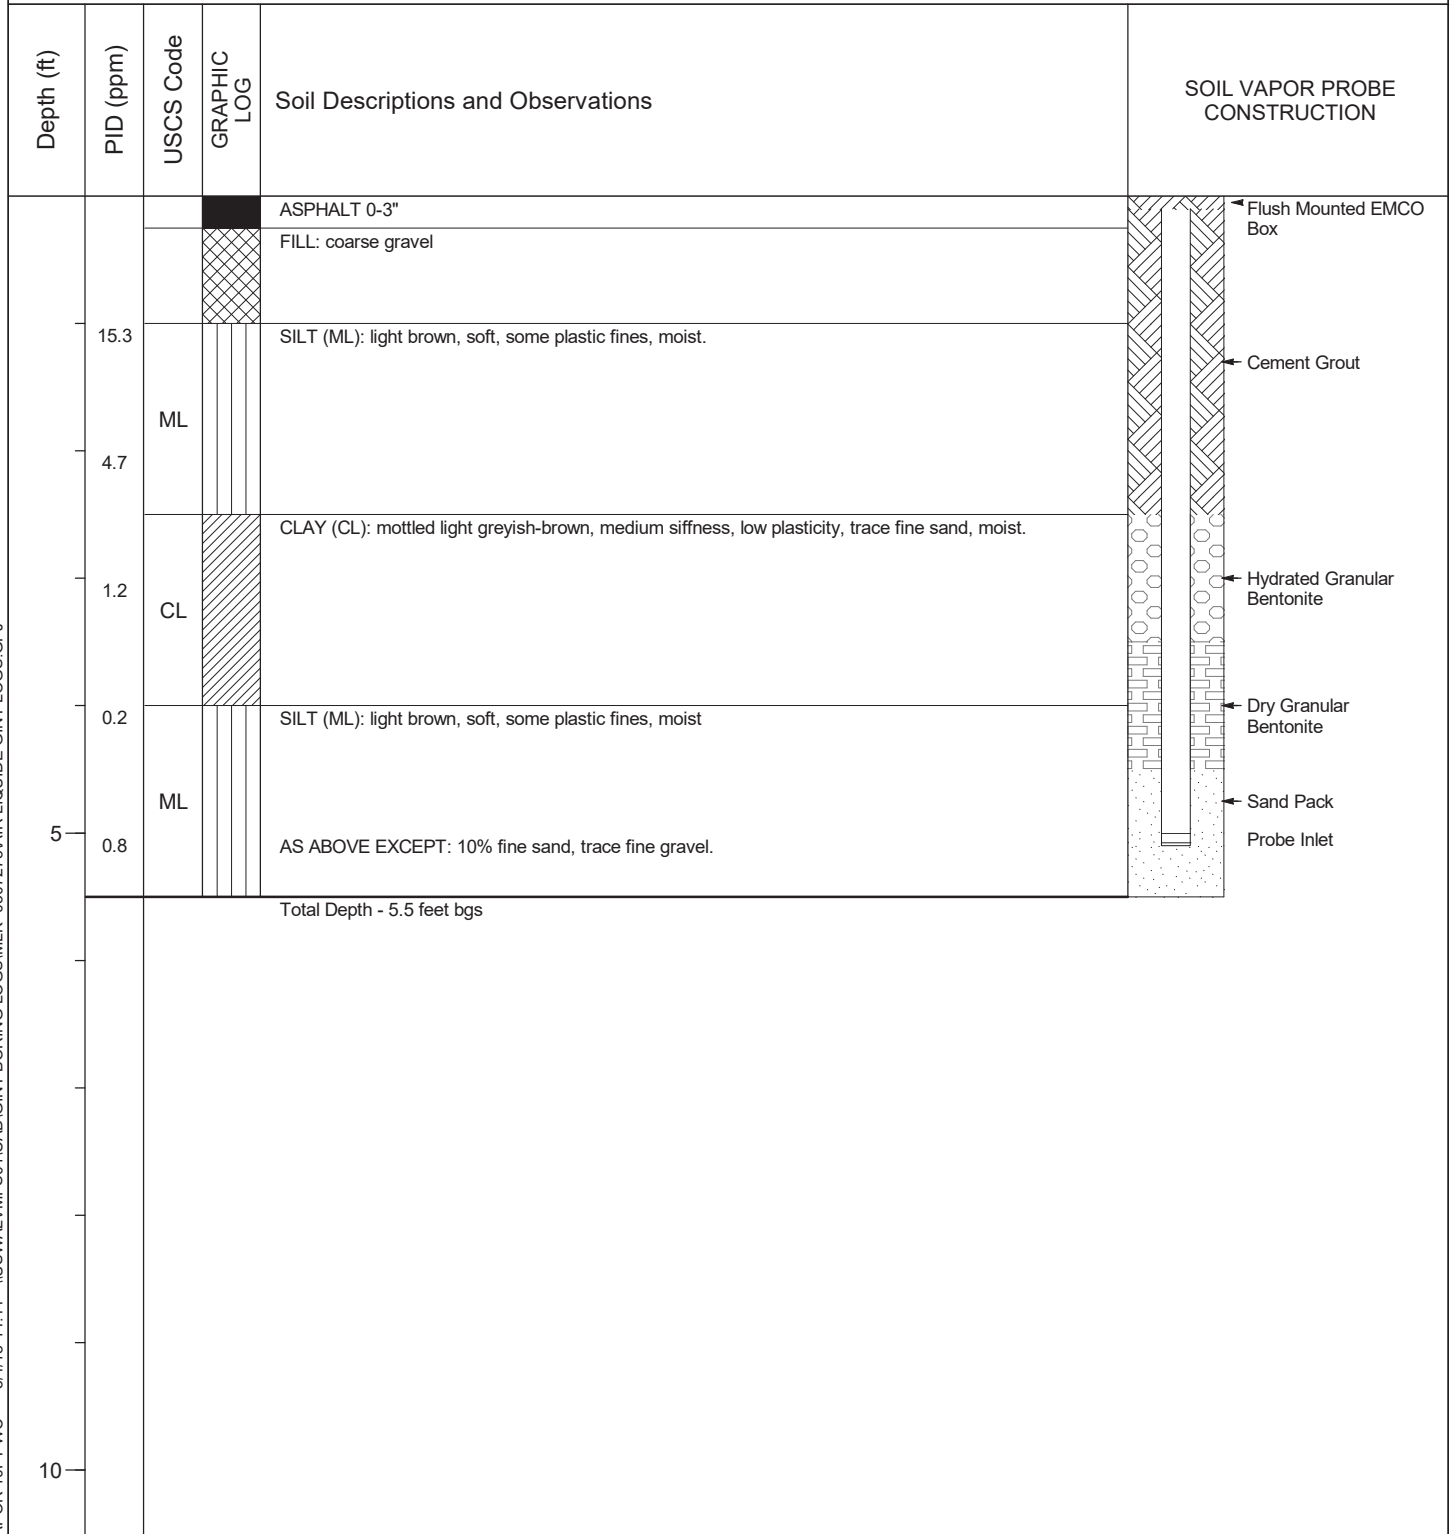 Depth (ft)
PID (ppm)
USCS Code
GRAPHIC
LOG
Soil Descriptions and Observations
SOIL VAPOR PROBE
CONSTRUCTION
ASPHALT 0-3"
Flush Mounted EMCO
Box
FILL: coarse gravel
15.3
SILT (ML): light brown, soft, some plastic fines, moist.
Cement Grout
ML
4.7
CLAY (CL): mottled light greyish-brown, medium siffness, low plasticity, trace fine sand, moist.
1.2
Hydrated Granular
Bentonite
CL
0.2
SILT (ML): light brown, soft, some plastic fines, moist
Dry Granular
Bentonite
ML
Sand Pack
5
0.8
AS ABOVE EXCEPT: 10% fine sand, trace fine gravel.
Probe Inlet
Total Depth - 5.5 feet bgs
10